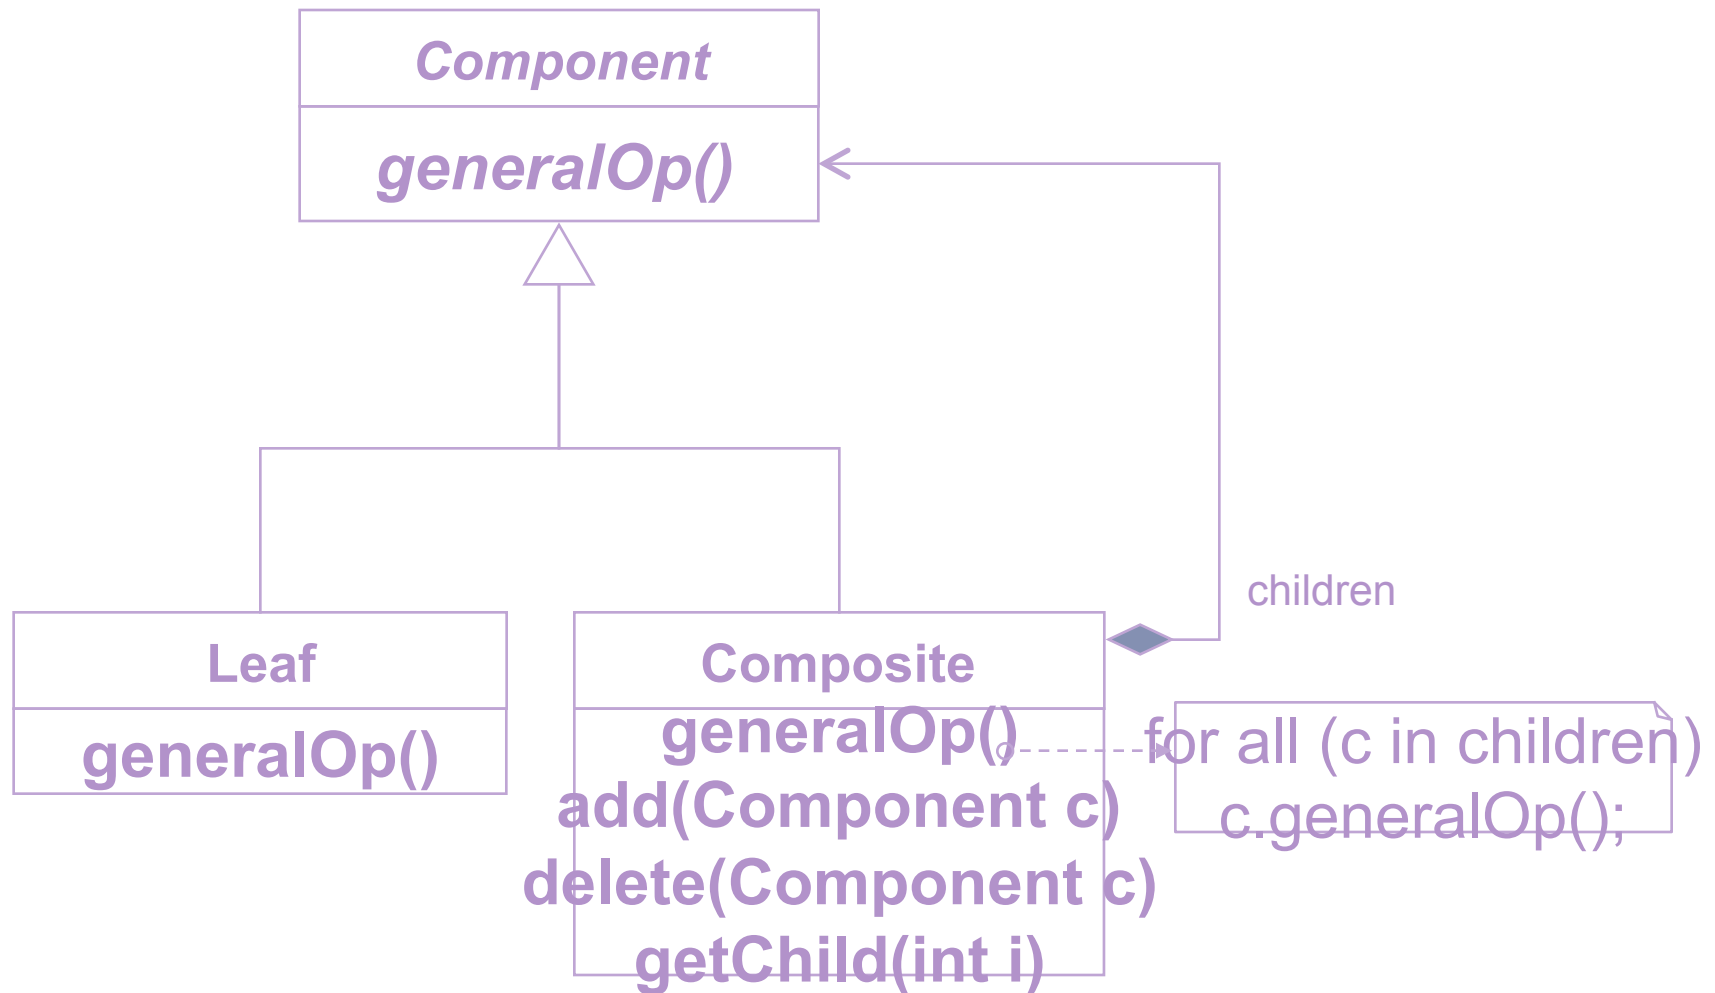 Component
generalOp()
children
Leaf
generalOp()
Composite
generalOp()
add(Component c)
delete(Component c)
getChild(int i)
for all (c in children)
c.generalOp();